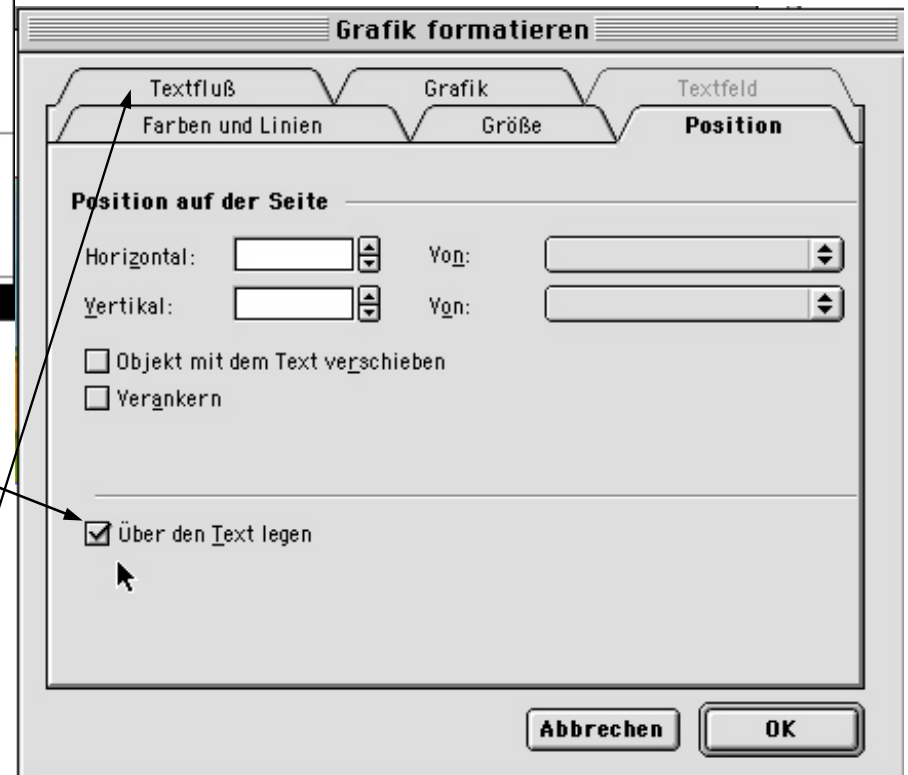 Grafik formatieren
Textfluß Grafik Textfeld
Farben und Linien Größe Position
Position auf der Seite
Horizontal: Von:
Vertikal: Von:
Objekt mit dem Text verschieben
Verankern
Über den Text legen
Abbrechen OK